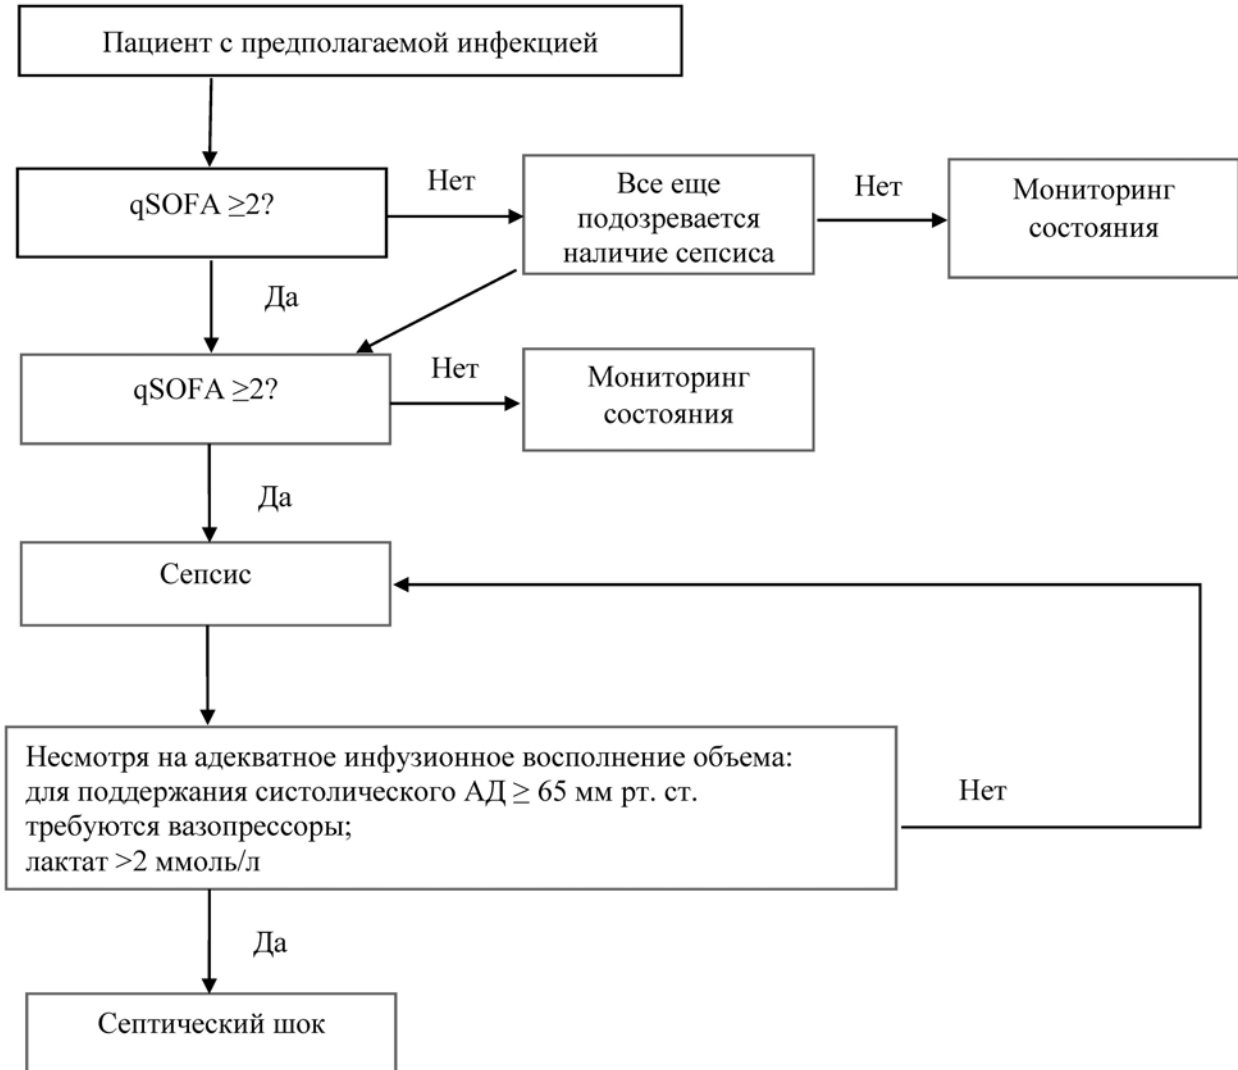 Пациент с предполагаемой инфекцией
qSOFA ≥2?
Нет
Все еще
подозревается
наличие сепсиса
Нет
Мониторинг
состояния
Да
qSOFA ≥2?
Нет
Мониторинг
состояния
Да
Сепсис
Несмотря на адекватное инфузионное восполнение объема:
для поддержания систолического АД ≥ 65 мм рт. ст.
требуются вазопрессоры;
лактат >2 ммоль/л
Нет
Да
Септический шок